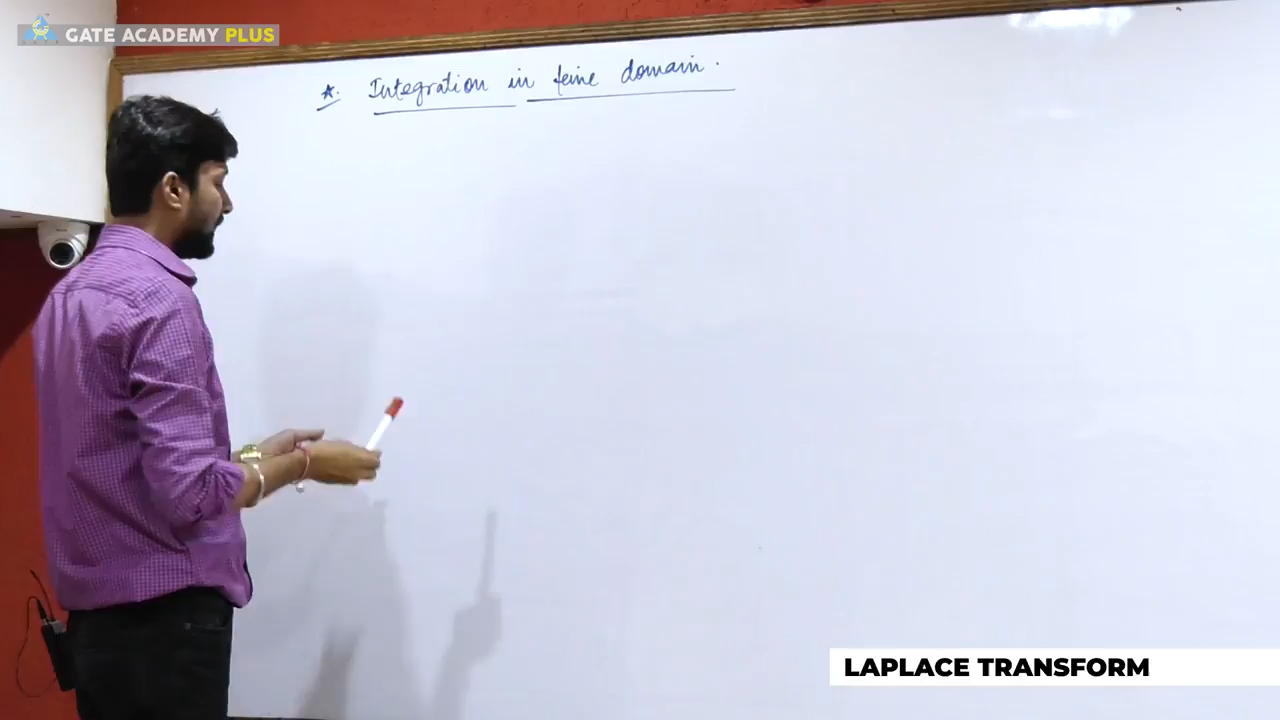 GATE ACADEMY PLUS
*. Integration in time domain.
LAPLACE TRANSFORM